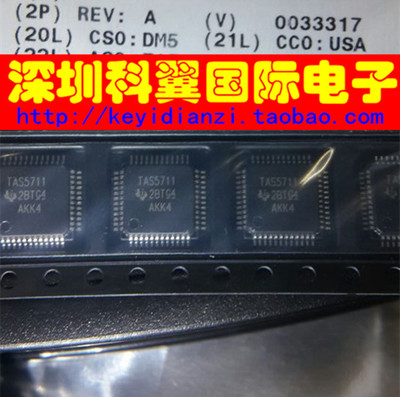 (2P) REV: A (V) 0033317
(20L) CSO: DM5 (21L) CCO: USA
深圳科翼国际电子
http://keyidianzi.taobao.com
TAS5711
2BTG4
AKK4
TAS5711
2BTG4
AKK4
TAS5711
2BTG4
AKK4